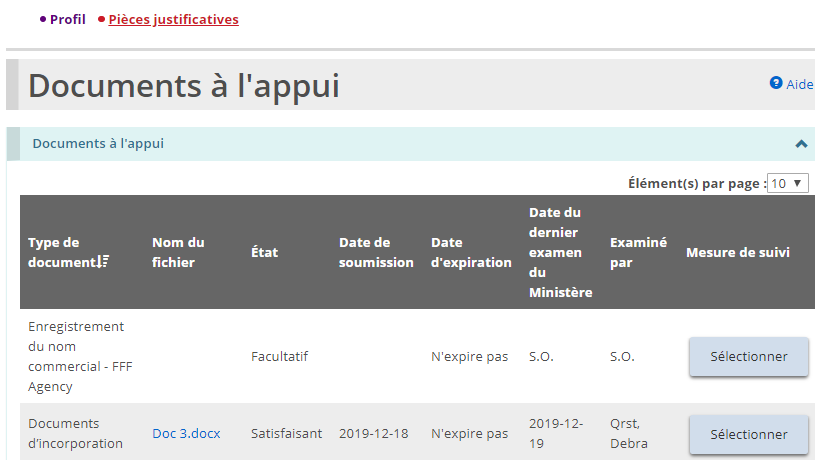 Profil Pièces justificatives
Documents à l'appui
Aide
Documents à l'appui
Élément(s) par page : 10
Type de document
Nom du fichier
État
Date de soumission
Date d'expiration
Date du dernier examen du Ministère
Examiné par
Mesure de suivi
Enregistrement du nom commercial - FFF Agency
Facultatif
N'expire pas
S.O.
S.O.
Sélectionner
Documents d'incorporation
Doc 3.docx
Satisfaisant
2019-12-18
N'expire pas
2019-12-19
Qrst, Debra
Sélectionner